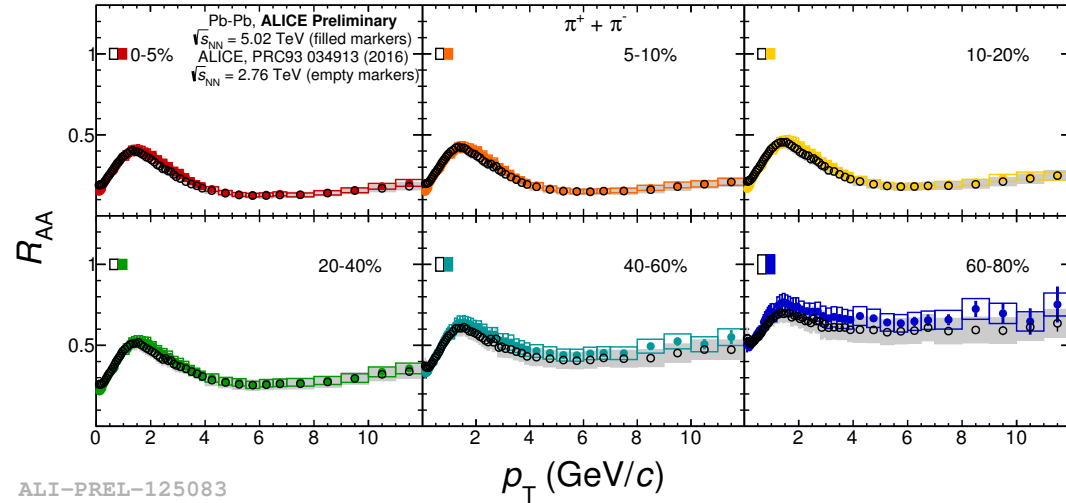 Pb-Pb, ALICE Preliminary
√sNN = 5.02 TeV (filled markers)
ALICE, PRC93 034913 (2016)
√sNN = 2.76 TeV (empty markers)
π+ + π-
0-5%
5-10%
10-20%
1
0.5
RAA
20-40%
40-60%
60-80%
1
0.5
0 2 4 6 8 10
2 4 6 8 10
2 4 6 8 10
pT (GeV/c)
ALI-PREL-125083